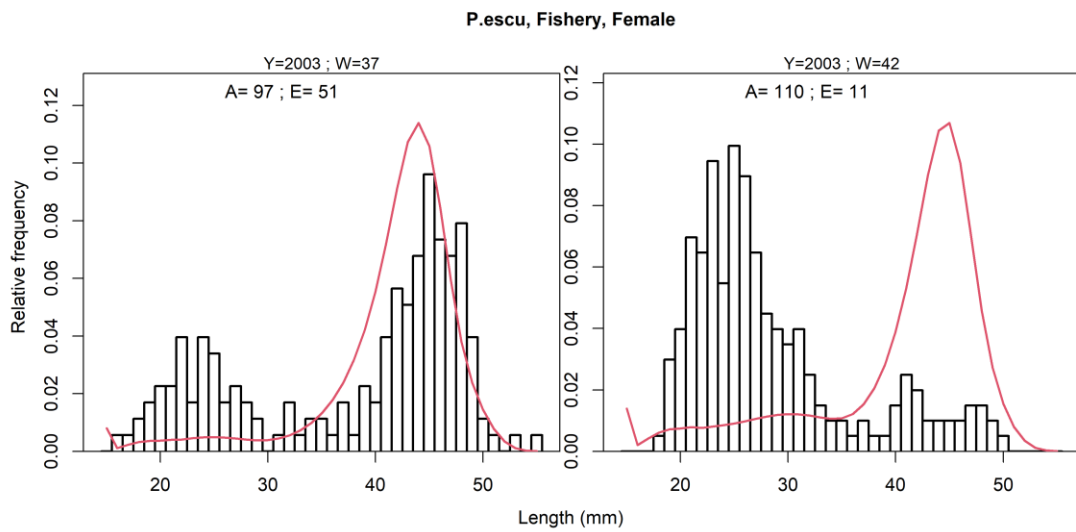 P.escu, Fishery, Female
Y=2003 ; W=37
A= 97 ; E= 51
Relative frequency
0.12
0.10
0.08
0.06
0.04
0.02
0.00
20 30 40 50
Y=2003 ; W=42
A= 110 ; E= 11
0.12
0.10
0.08
0.06
0.04
0.02
0.00
20 30 40 50
Length (mm)